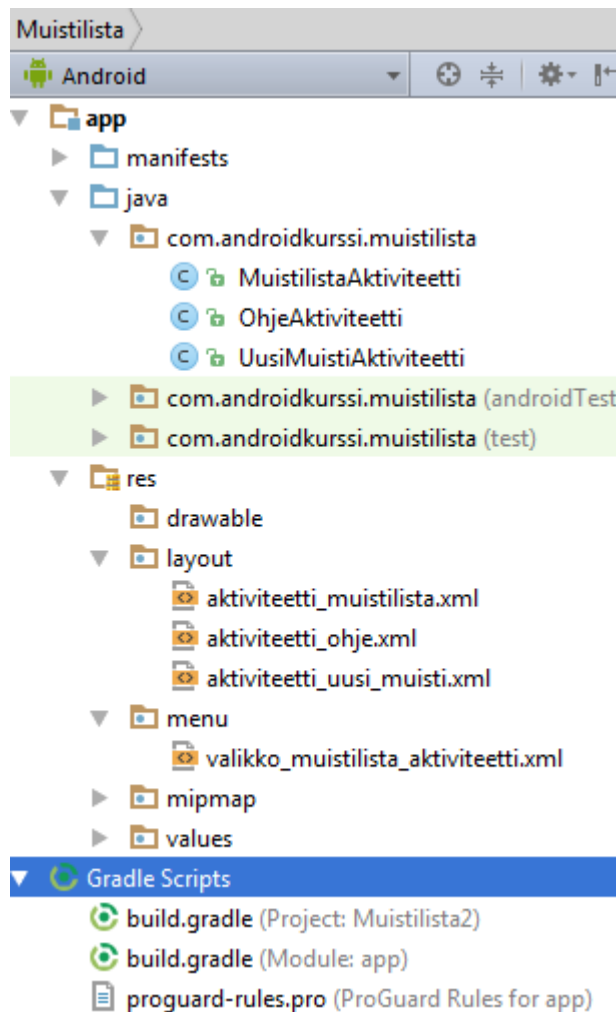 Muistilista
Android
app
manifests
java
com.androidkurssi.muistilista
C MuistilistaAktiviteetti
C OhjeAktiviteetti
C UusiMuistiAktiviteetti
com.androidkurssi.muistilista (androidTest
com.androidkurssi.muistilista (test)
res
drawable
layout
aktiviteetti_muistilista.xml
aktiviteetti_ohje.xml
aktiviteetti_uusi_muisti.xml
menu
valikko_muistilista_aktiviteetti.xml
mipmap
values
Gradle Scripts
build.gradle (Project: Muistilista2)
build.gradle (Module: app)
proguard-rules.pro (ProGuard Rules for app)